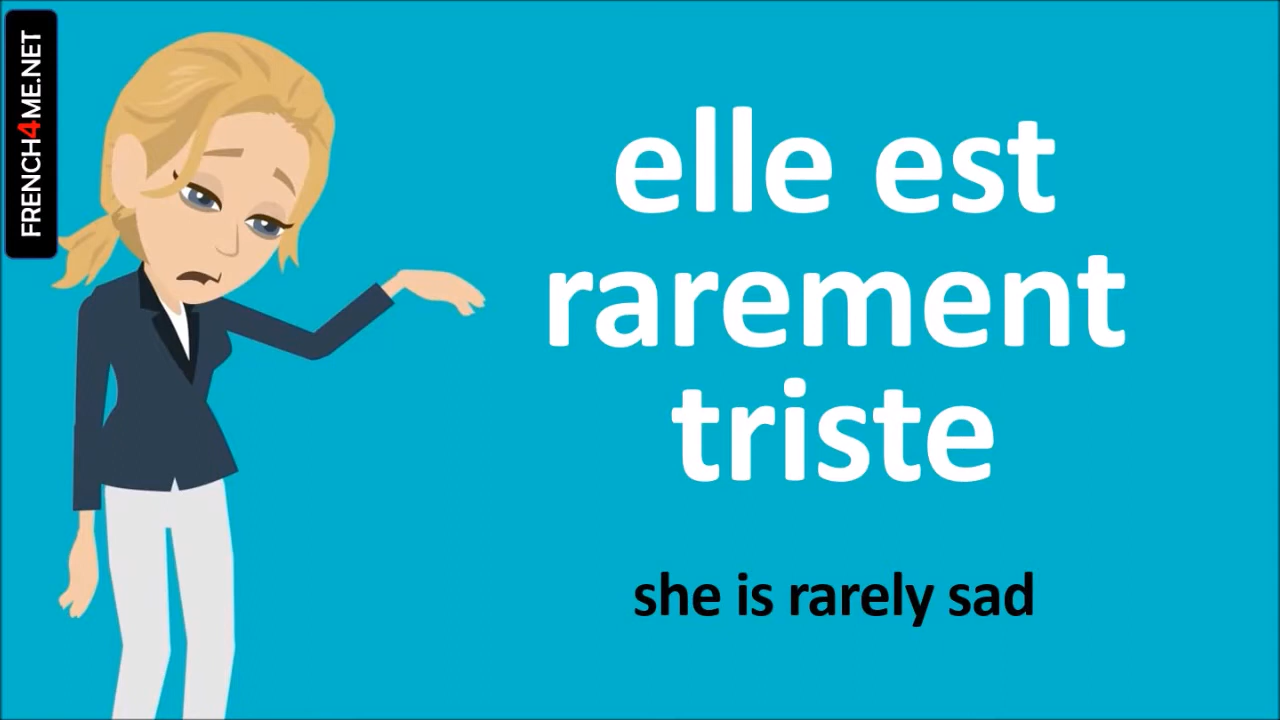 FRENCH4ME.NET
elle est
rarement
triste
she is rarely sad